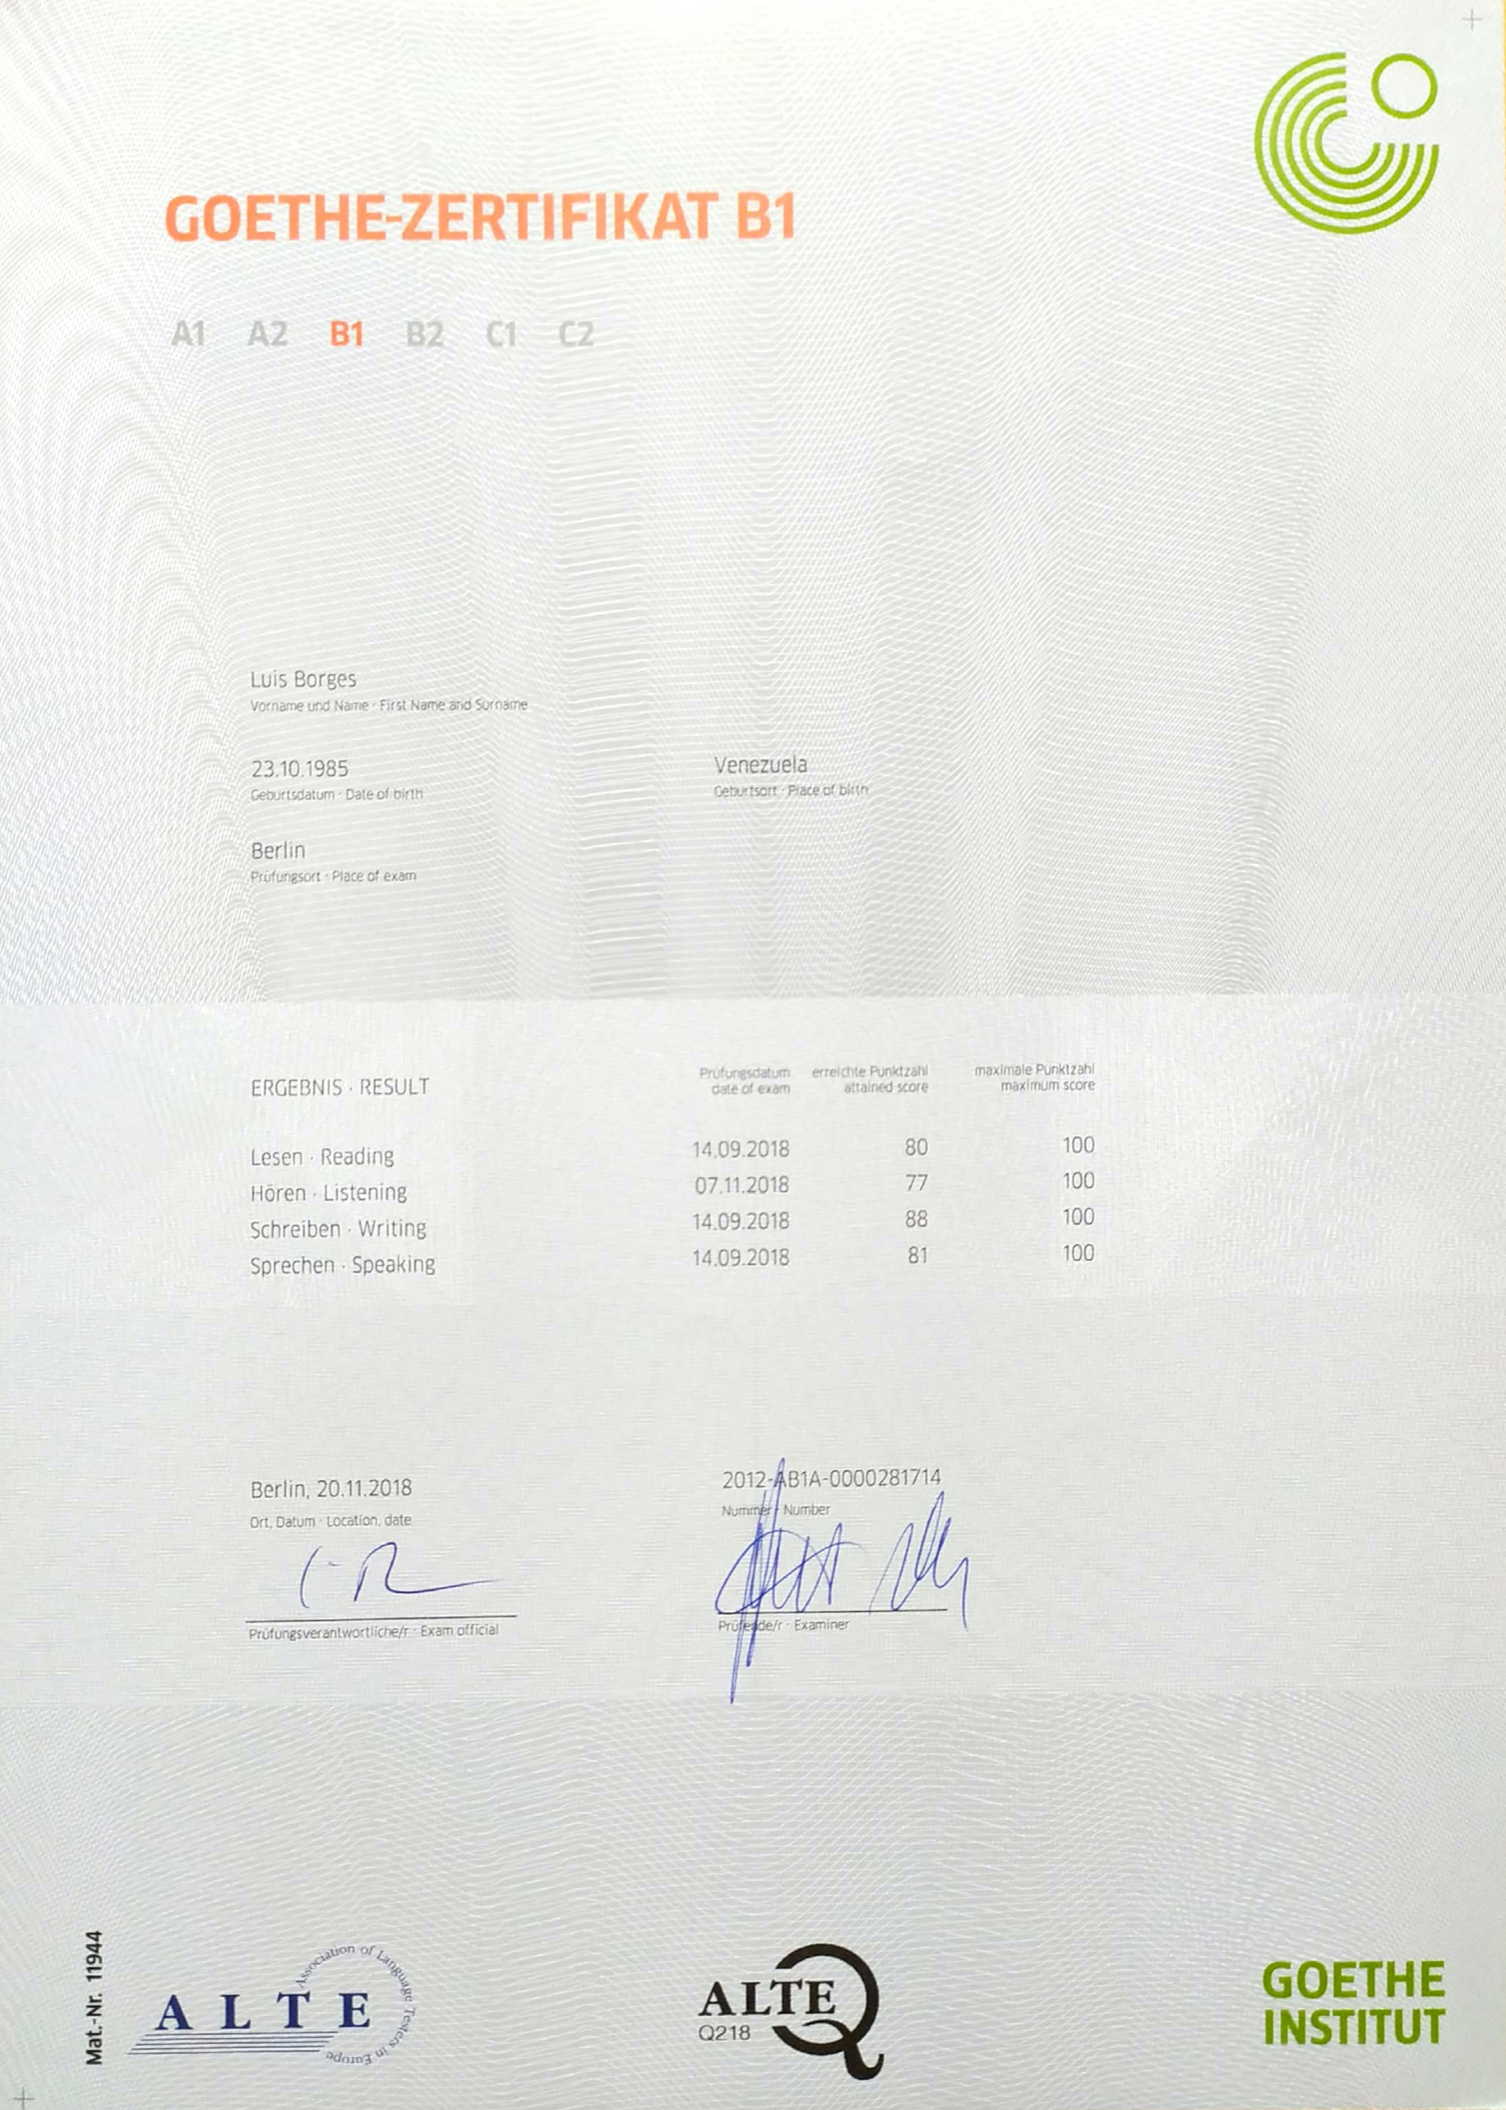 GOETHE-ZERTIFIKAT B1
A1 A2 B1 B2 C1 C2
Luis Borges
Vorname und Name · First Name and Surname
23.10.1985 Venezuela
Geburtsdatum · Date of birth Geburtsort · Place of birth
Berlin
Prüfungsort · Place of exam
ERGEBNIS · RESULT
Prüfungsdatum erreichte Punktzahl maximale Punktzahl
date of exam attained score maximum score
Lesen · Reading 14.09.2018 80 100
Hören · Listening 07.11.2018 77 100
Schreiben · Writing 14.09.2018 88 100
Sprechen · Speaking 14.09.2018 81 100
Berlin, 20.11.2018 2012-AB1A-0000281714
Ort, Datum · Location, date Nummer · Number
Prüfungsverantwortliche/r · Exam official Prüfende/r · Examiner
Mat.-Nr. 11944
ALTE
Association of Language Testers in Europe
ALTE
Q218
GOETHE
INSTITUT